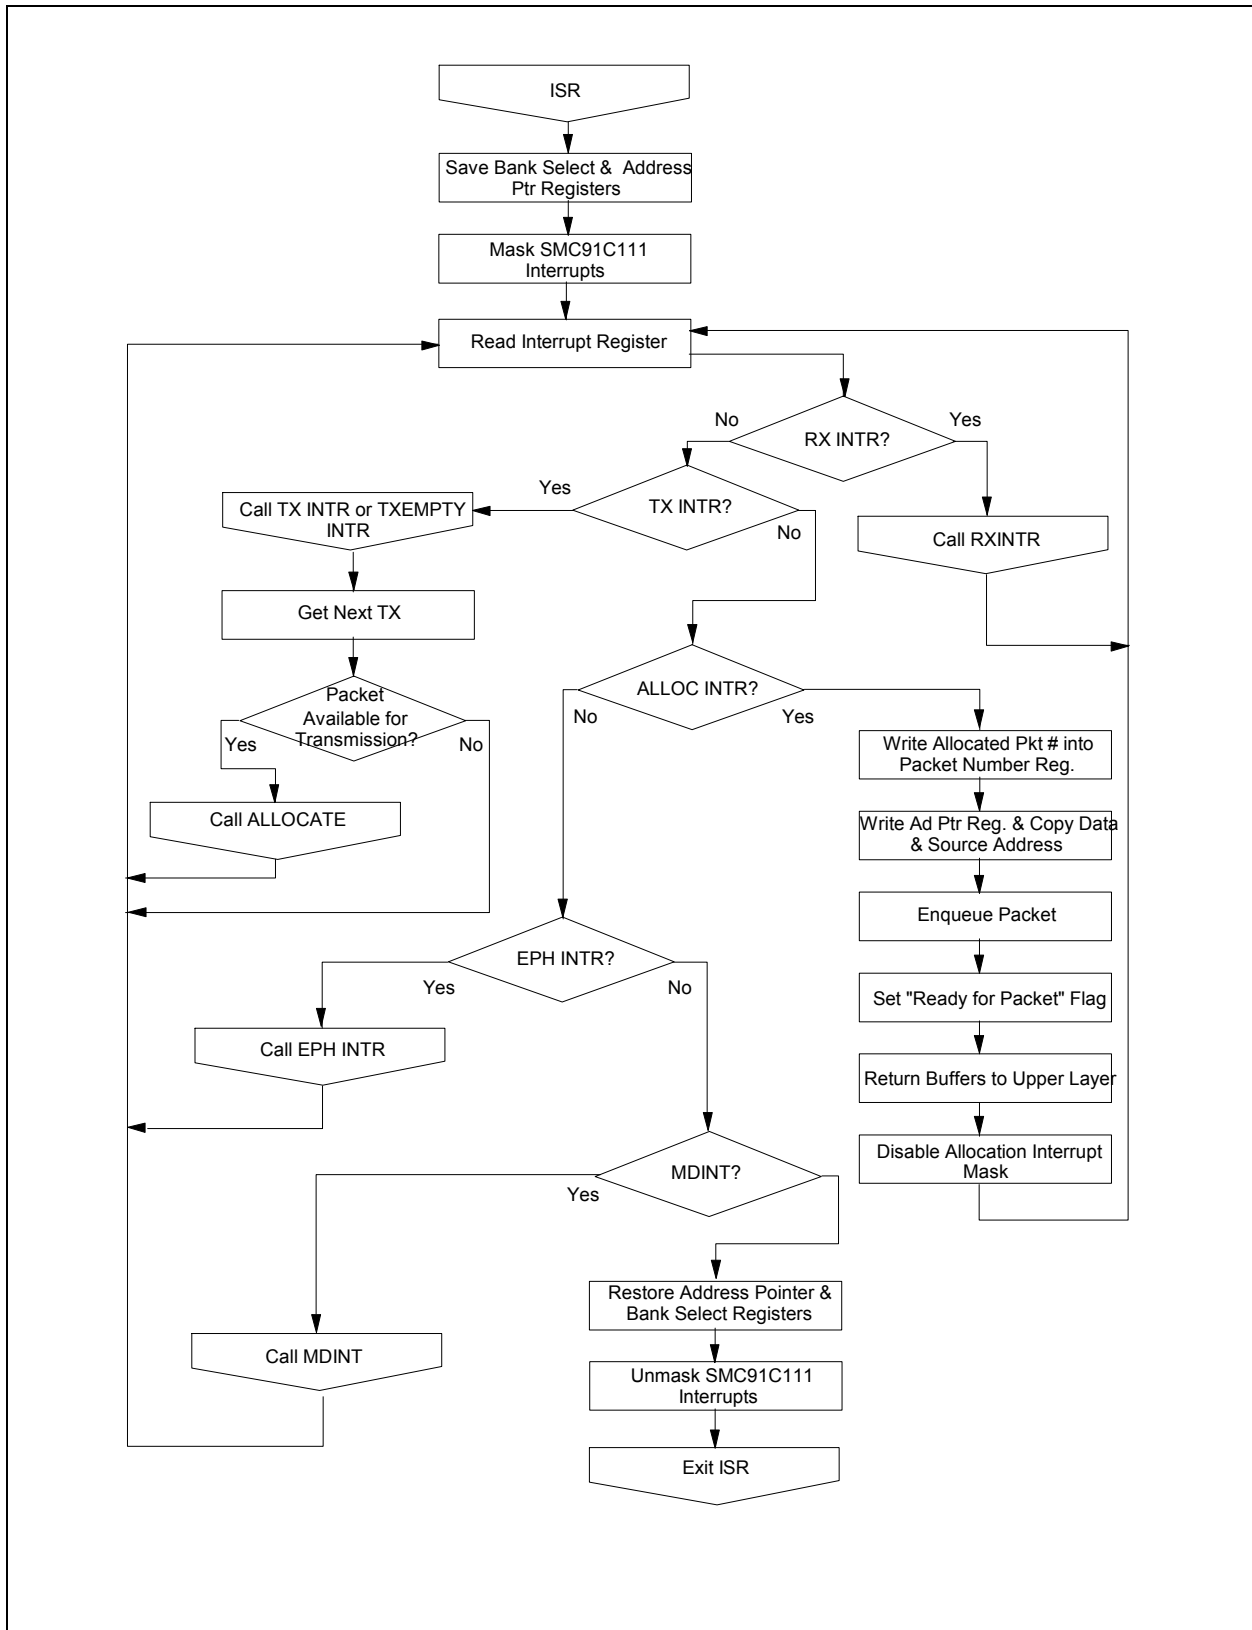 ISR
Save Bank Select & Address
Ptr Registers
Mask SMC91C111
Interrupts
Read Interrupt Register
No
Yes
RX INTR?
Yes
TX INTR?
No
Call TX INTR or TXEMPTY
INTR
Call RXINTR
Get Next TX
ALLOC INTR?
No
Yes
Packet
Available for
Transmission?
Yes
No
Write Allocated Pkt # into
Packet Number Reg.
Call ALLOCATE
Write Ad Ptr Reg. & Copy Data
& Source Address
Enqueue Packet
EPH INTR?
Yes
No
Set "Ready for Packet" Flag
Call EPH INTR
Return Buffers to Upper Layer
Disable Allocation Interrupt
Mask
MDINT?
Yes
Restore Address Pointer &
Bank Select Registers
Call MDINT
Unmask SMC91C111
Interrupts
Exit ISR